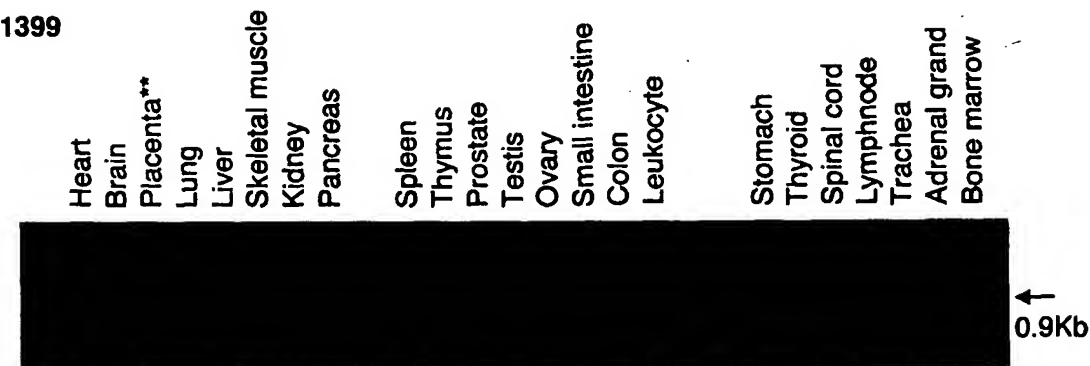 1399
Heart
Brain
Placenta**
Lung
Liver
Skeletal muscle
Kidney
Pancreas
Spleen
Thymus
Prostate
Testis
Ovary
Small intestine
Colon
Leukocyte
Stomach
Thyroid
Spinal cord
Lymphnode
Trachea
Adrenal grand
Bone marrow
←
0.9Kb